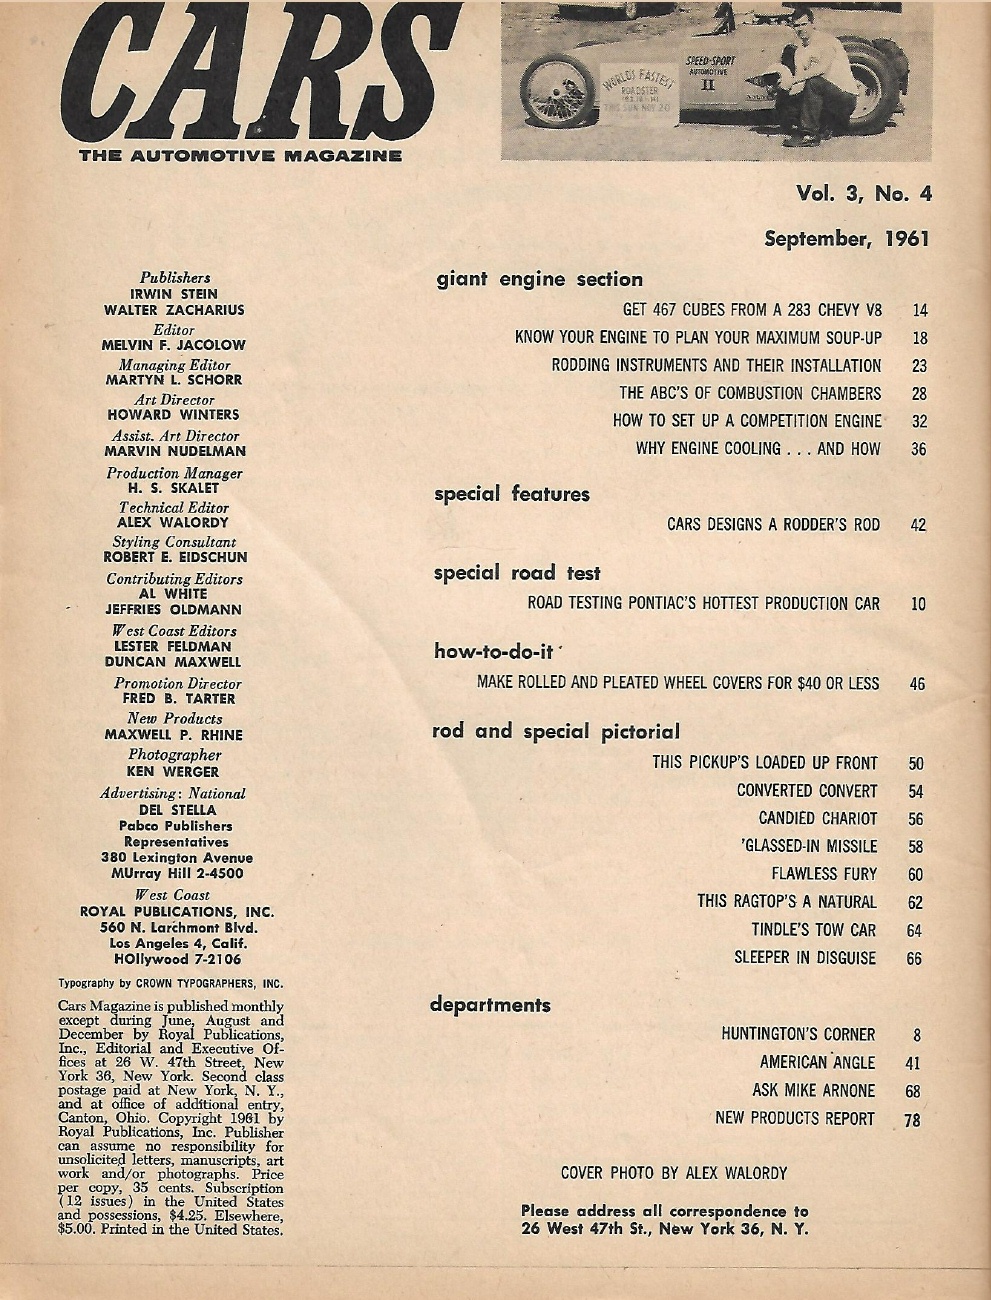 CARS
THE AUTOMOTIVE MAGAZINE
SPEED-SPORT
AUTOMOTIVE
II
WORLDS FASTEST
ROADSTER
THIS SUN NOV 20
Vol. 3, No. 4
September, 1961
Publishers
IRWIN STEIN
WALTER ZACHARIUS
Editor
MELVIN F. JACOLOW
Managing Editor
MARTYN L. SCHORR
Art Director
HOWARD WINTERS
Assist. Art Director
MARVIN NUDELMAN
Production Manager
H. S. SKALET
Technical Editor
ALEX WALORDY
Styling Consultant
ROBERT E. EIDSCHUN
Contributing Editors
AL WHITE
JEFFRIES OLDMANN
West Coast Editors
LESTER FELDMAN
DUNCAN MAXWELL
Promotion Director
FRED B. TARTER
New Products
MAXWELL P. RHINE
Photographer
KEN WERGER
Advertising: National
DEL STELLA
Pabco Publishers
Representatives
380 Lexington Avenue
MUrray Hill 2-4500
West Coast
ROYAL PUBLICATIONS, INC.
560 N. Larchmont Blvd.
Los Angeles 4, Calif.
HOllywood 7-2106
Typography by CROWN TYPOGRAPHERS, INC.
Cars Magazine is published monthly
except during June, August and
December by Royal Publications,
Inc., Editorial and Executive Of-
fices at 26 W. 47th Street, New
York 36, New York. Second class
postage paid at New York, N. Y.,
and at office of additional entry,
Canton, Ohio. Copyright 1961 by
Royal Publications, Inc. Publisher
can assume no responsibility for
unsolicited letters, manuscripts, art
work and/or photographs. Price
per copy, 35 cents. Subscription
(12 issues) in the United States
and possessions, $4.25. Elsewhere,
$5.00. Printed in the United States.
giant engine section
GET 467 CUBES FROM A 283 CHEVY V8 14
KNOW YOUR ENGINE TO PLAN YOUR MAXIMUM SOUP-UP 18
RODDING INSTRUMENTS AND THEIR INSTALLATION 23
THE ABC'S OF COMBUSTION CHAMBERS 28
HOW TO SET UP A COMPETITION ENGINE 32
WHY ENGINE COOLING . . . AND HOW 36
special features
CARS DESIGNS A RODDER'S ROD 42
special road test
ROAD TESTING PONTIAC'S HOTTEST PRODUCTION CAR 10
how-to-do-it
MAKE ROLLED AND PLEATED WHEEL COVERS FOR $40 OR LESS 46
rod and special pictorial
THIS PICKUP'S LOADED UP FRONT 50
CONVERTED CONVERT 54
CANDIED CHARIOT 56
'GLASSED-IN MISSILE 58
FLAWLESS FURY 60
THIS RAGTOP'S A NATURAL 62
TINDLE'S TOW CAR 64
SLEEPER IN DISGUISE 66
departments
HUNTINGTON'S CORNER 8
AMERICAN ANGLE 41
ASK MIKE ARNONE 68
NEW PRODUCTS REPORT 78
COVER PHOTO BY ALEX WALORDY
Please address all correspondence to
26 West 47th St., New York 36, N. Y.